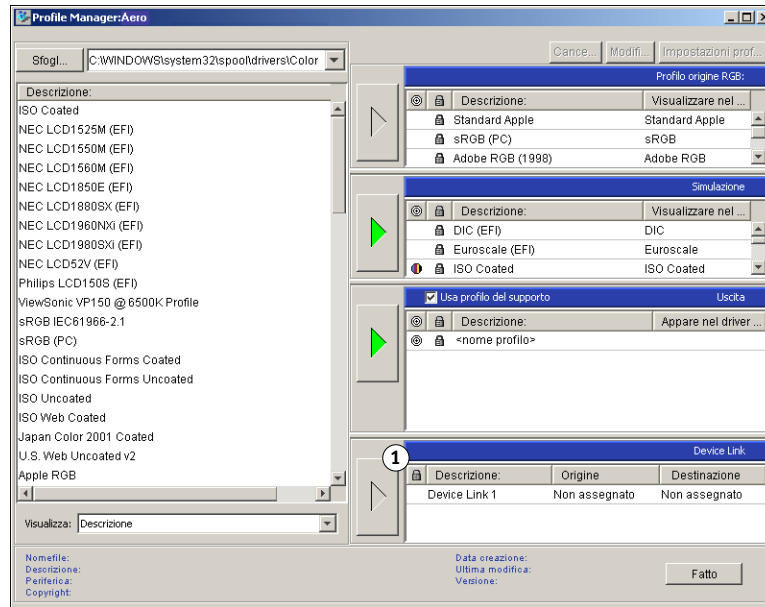 Profile Manager:Aero
Sfogl...
C:\WINDOWS\system32\spool\drivers\Color
Cance...
Modifi...
Impostazioni prof...
Descrizione:
ISO Coated
NEC LCD1525M (EFI)
NEC LCD1550M (EFI)
NEC LCD1560M (EFI)
NEC LCD1850E (EFI)
NEC LCD1880SX (EFI)
NEC LCD1960NXi (EFI)
NEC LCD1980SXi (EFI)
NEC LCD52V (EFI)
Philips LCD150S (EFI)
ViewSonic VP150 @ 6500K Profile
sRGB IEC61966-2.1
sRGB (PC)
ISO Continuous Forms Coated
ISO Continuous Forms Uncoated
ISO Uncoated
ISO Web Coated
Japan Color 2001 Coated
U.S. Web Uncoated v2
Apple RGB
Visualizza: Descrizione
Profilo origine RGB:
Descrizione: Visualizzare nel ...
Standard Apple Standard Apple
sRGB (PC) sRGB
Adobe RGB (1998) Adobe RGB
Simulazione
Descrizione: Visualizzare nel ...
DIC (EFI) DIC
Euroscale (EFI) Euroscale
ISO Coated ISO Coated
Usa profilo del supporto Uscita
Descrizione: Appare nel driver ...
<nome profilo>
1
Device Link
Descrizione: Origine Destinazione
Device Link 1 Non assegnato Non assegnato
Nomefile:
Descrizione:
Periferica:
Copyright:
Data creazione:
Ultima modifica:
Versione:
Fatto